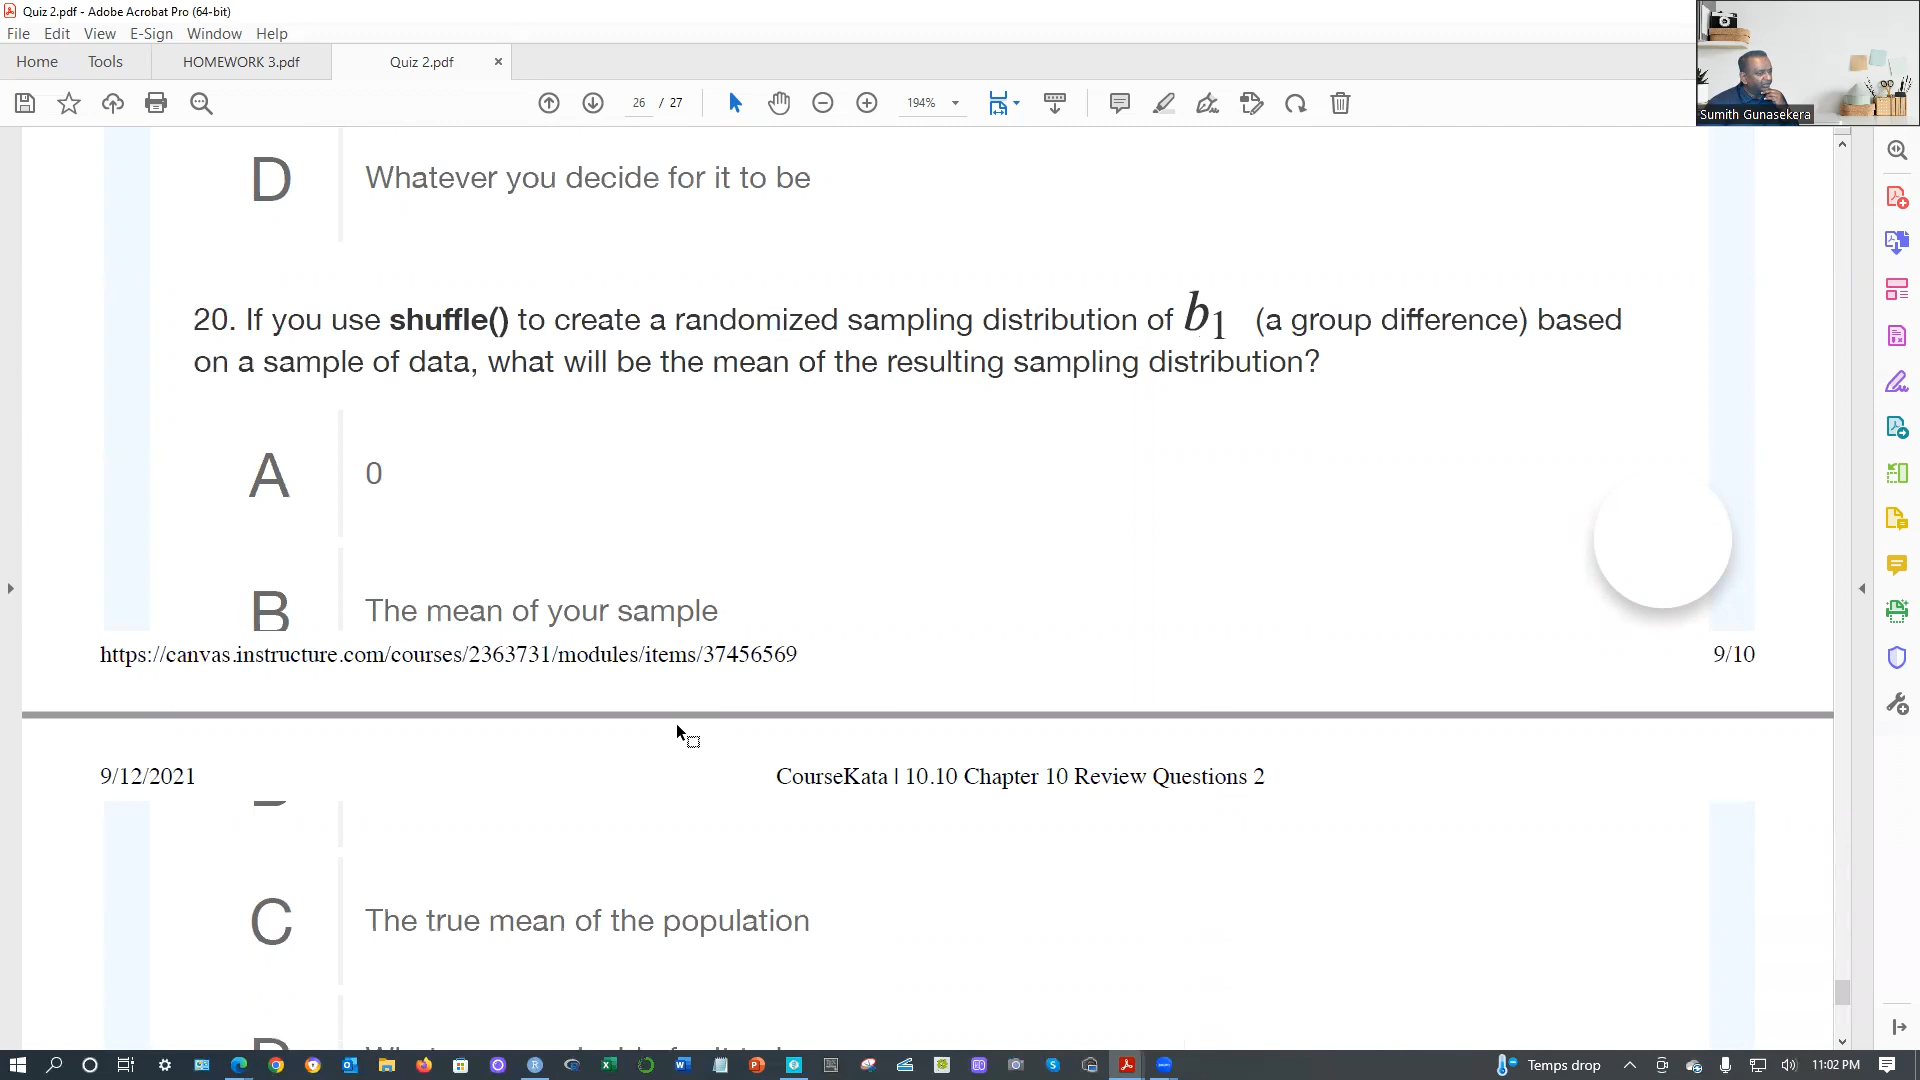 Quiz 2.pdf - Adobe Acrobat Pro (64-bit)
File Edit View E-Sign Window Help
Home Tools HOMEWORK 3.pdf Quiz 2.pdf ×
26 / 27 194%
Sumith Gunasekera
D Whatever you decide for it to be
20. If you use shuffle() to create a randomized sampling distribution of b₁ (a group difference) based
on a sample of data, what will be the mean of the resulting sampling distribution?
A 0
B The mean of your sample
https://canvas.instructure.com/courses/2363731/modules/items/37456569 9/10
9/12/2021 CourseKata | 10.10 Chapter 10 Review Questions 2
C The true mean of the population
Temps drop 11:02 PM